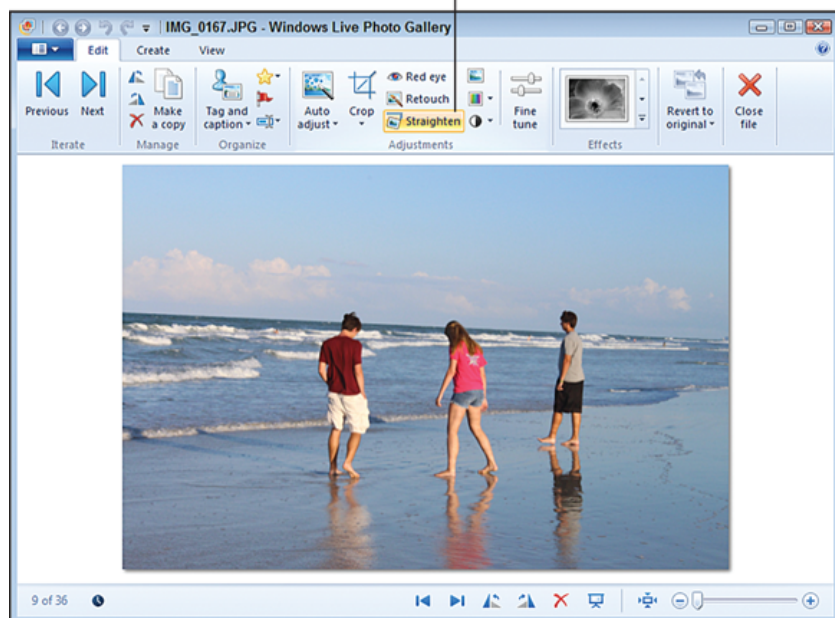 IMG_0167.JPG - Windows Live Photo Gallery
Edit Create View
Previous Next
Make a copy
Tag and caption
Auto adjust
Crop
Red eye
Retouch
Straighten
Fine tune
Revert to original
Close file
Iterate Manage Organize Adjustments Effects
9 of 36